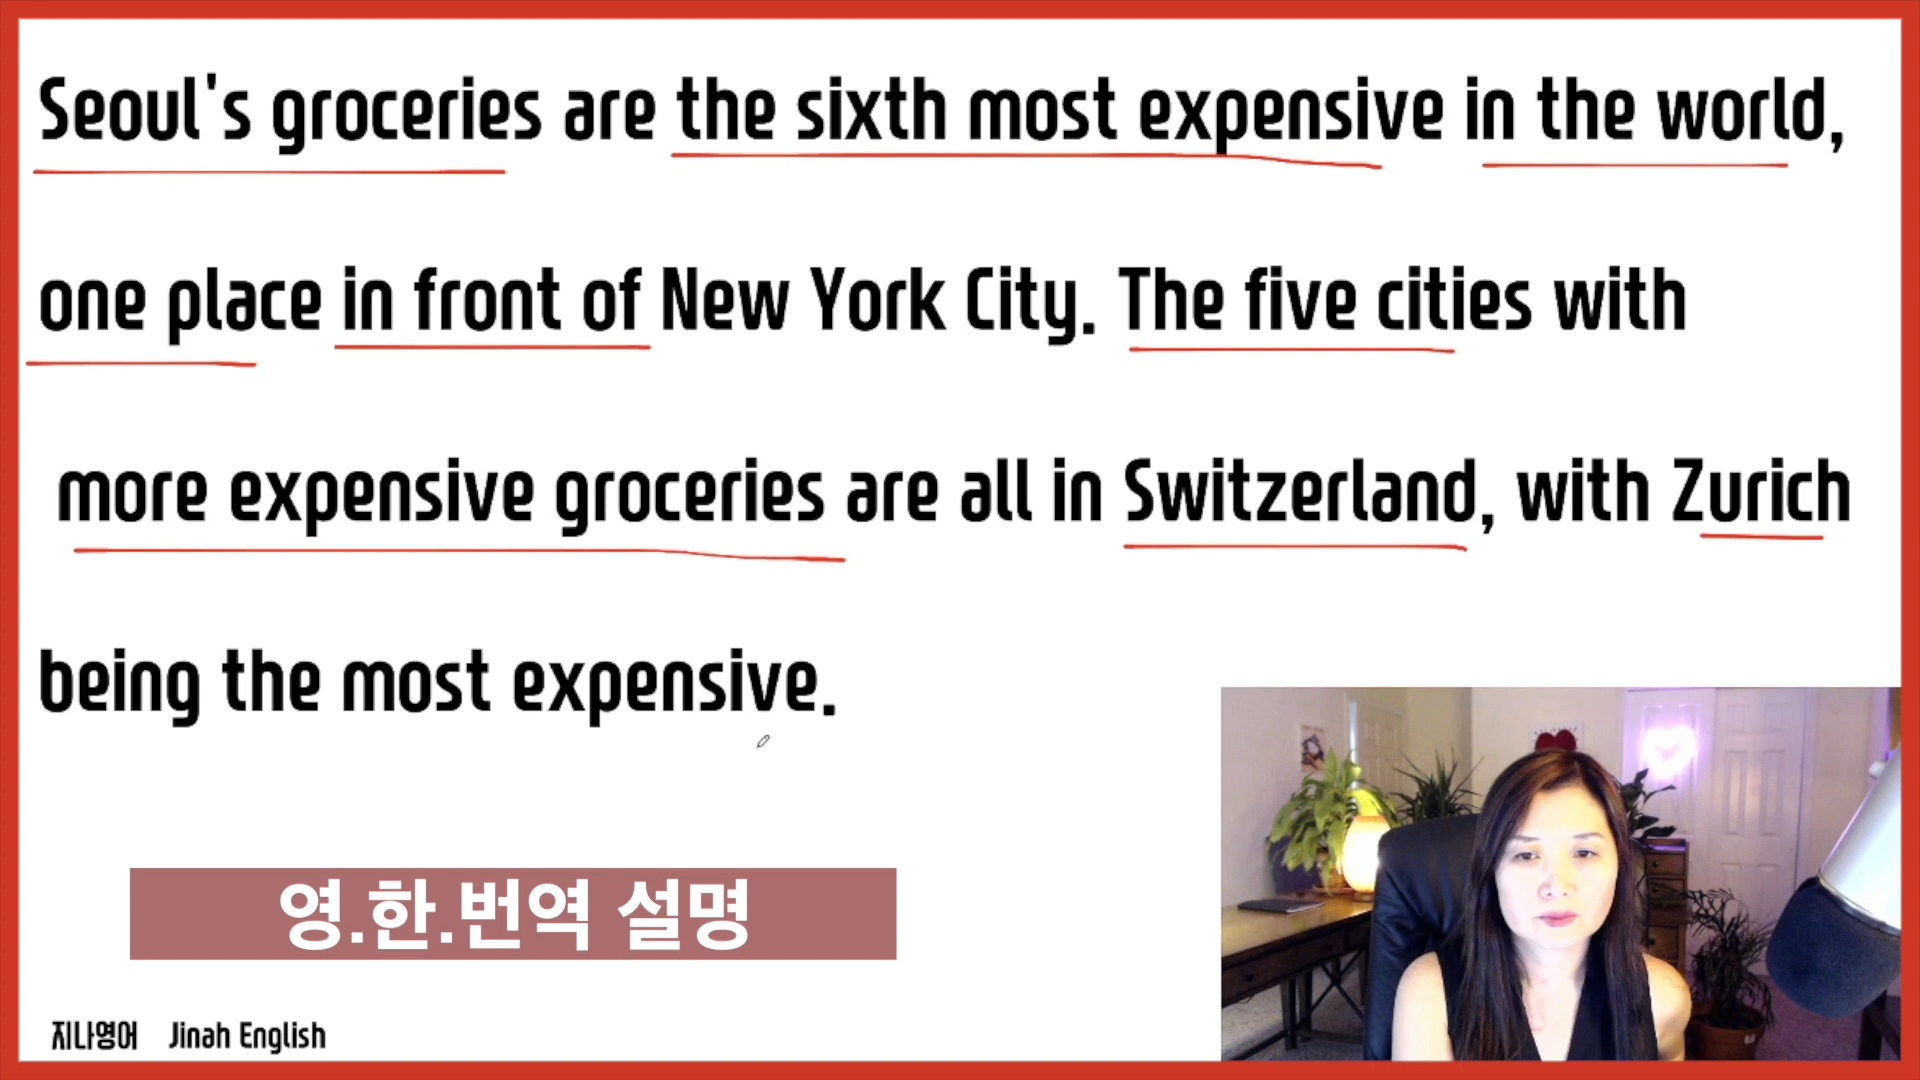 Seoul's groceries are the sixth most expensive in the world,
one place in front of New York City. The five cities with
more expensive groceries are all in Switzerland, with Zurich
being the most expensive.
영.한.번역 설명
지나영어 Jinah English